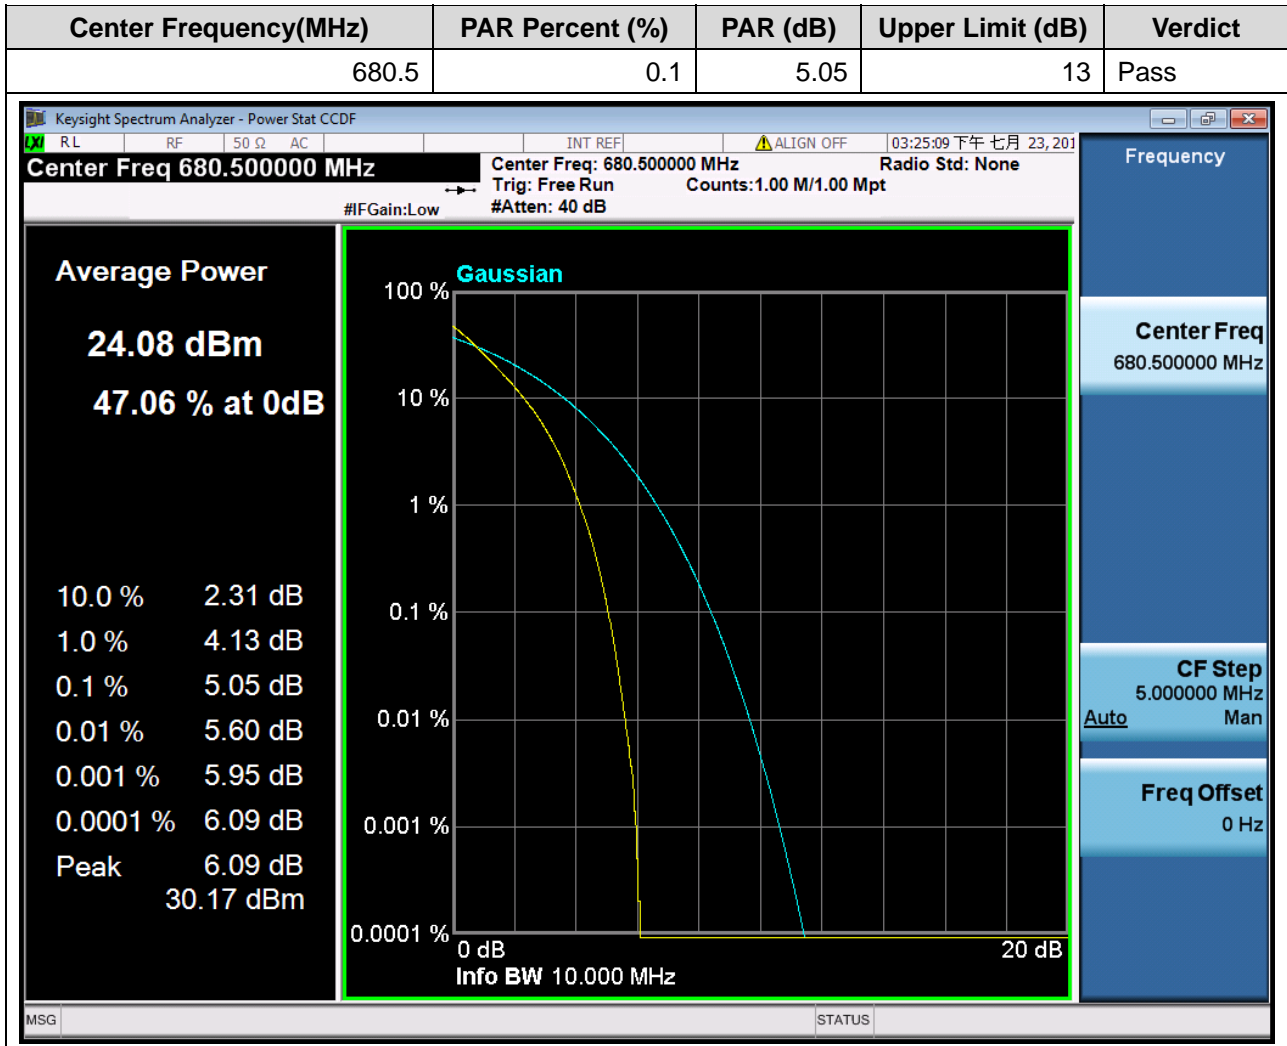 Center Frequency(MHz) PAR Percent (%) PAR (dB) Upper Limit (dB) Verdict
680.5 0.1 5.05 13 Pass
Keysight Spectrum Analyzer - Power Stat CCDF
LXI RL RF 50 Ω AC INT REF ALIGN OFF 03:25:09 下午 七月 23, 201
Center Freq 680.500000 MHz
Center Freq: 680.500000 MHz Radio Std: None
Trig: Free Run Counts:1.00 M/1.00 Mpt
#IFGain:Low #Atten: 40 dB
Average Power
24.08 dBm
47.06 % at 0dB
10.0 % 2.31 dB
1.0 % 4.13 dB
0.1 % 5.05 dB
0.01 % 5.60 dB
0.001 % 5.95 dB
0.0001 % 6.09 dB
Peak 6.09 dB
30.17 dBm
Gaussian
100 %
10 %
1 %
0.1 %
0.01 %
0.001 %
0.0001 %
0 dB 20 dB
Info BW 10.000 MHz
Frequency
Center Freq
680.500000 MHz
CF Step
5.000000 MHz
Auto Man
Freq Offset
0 Hz
MSG STATUS